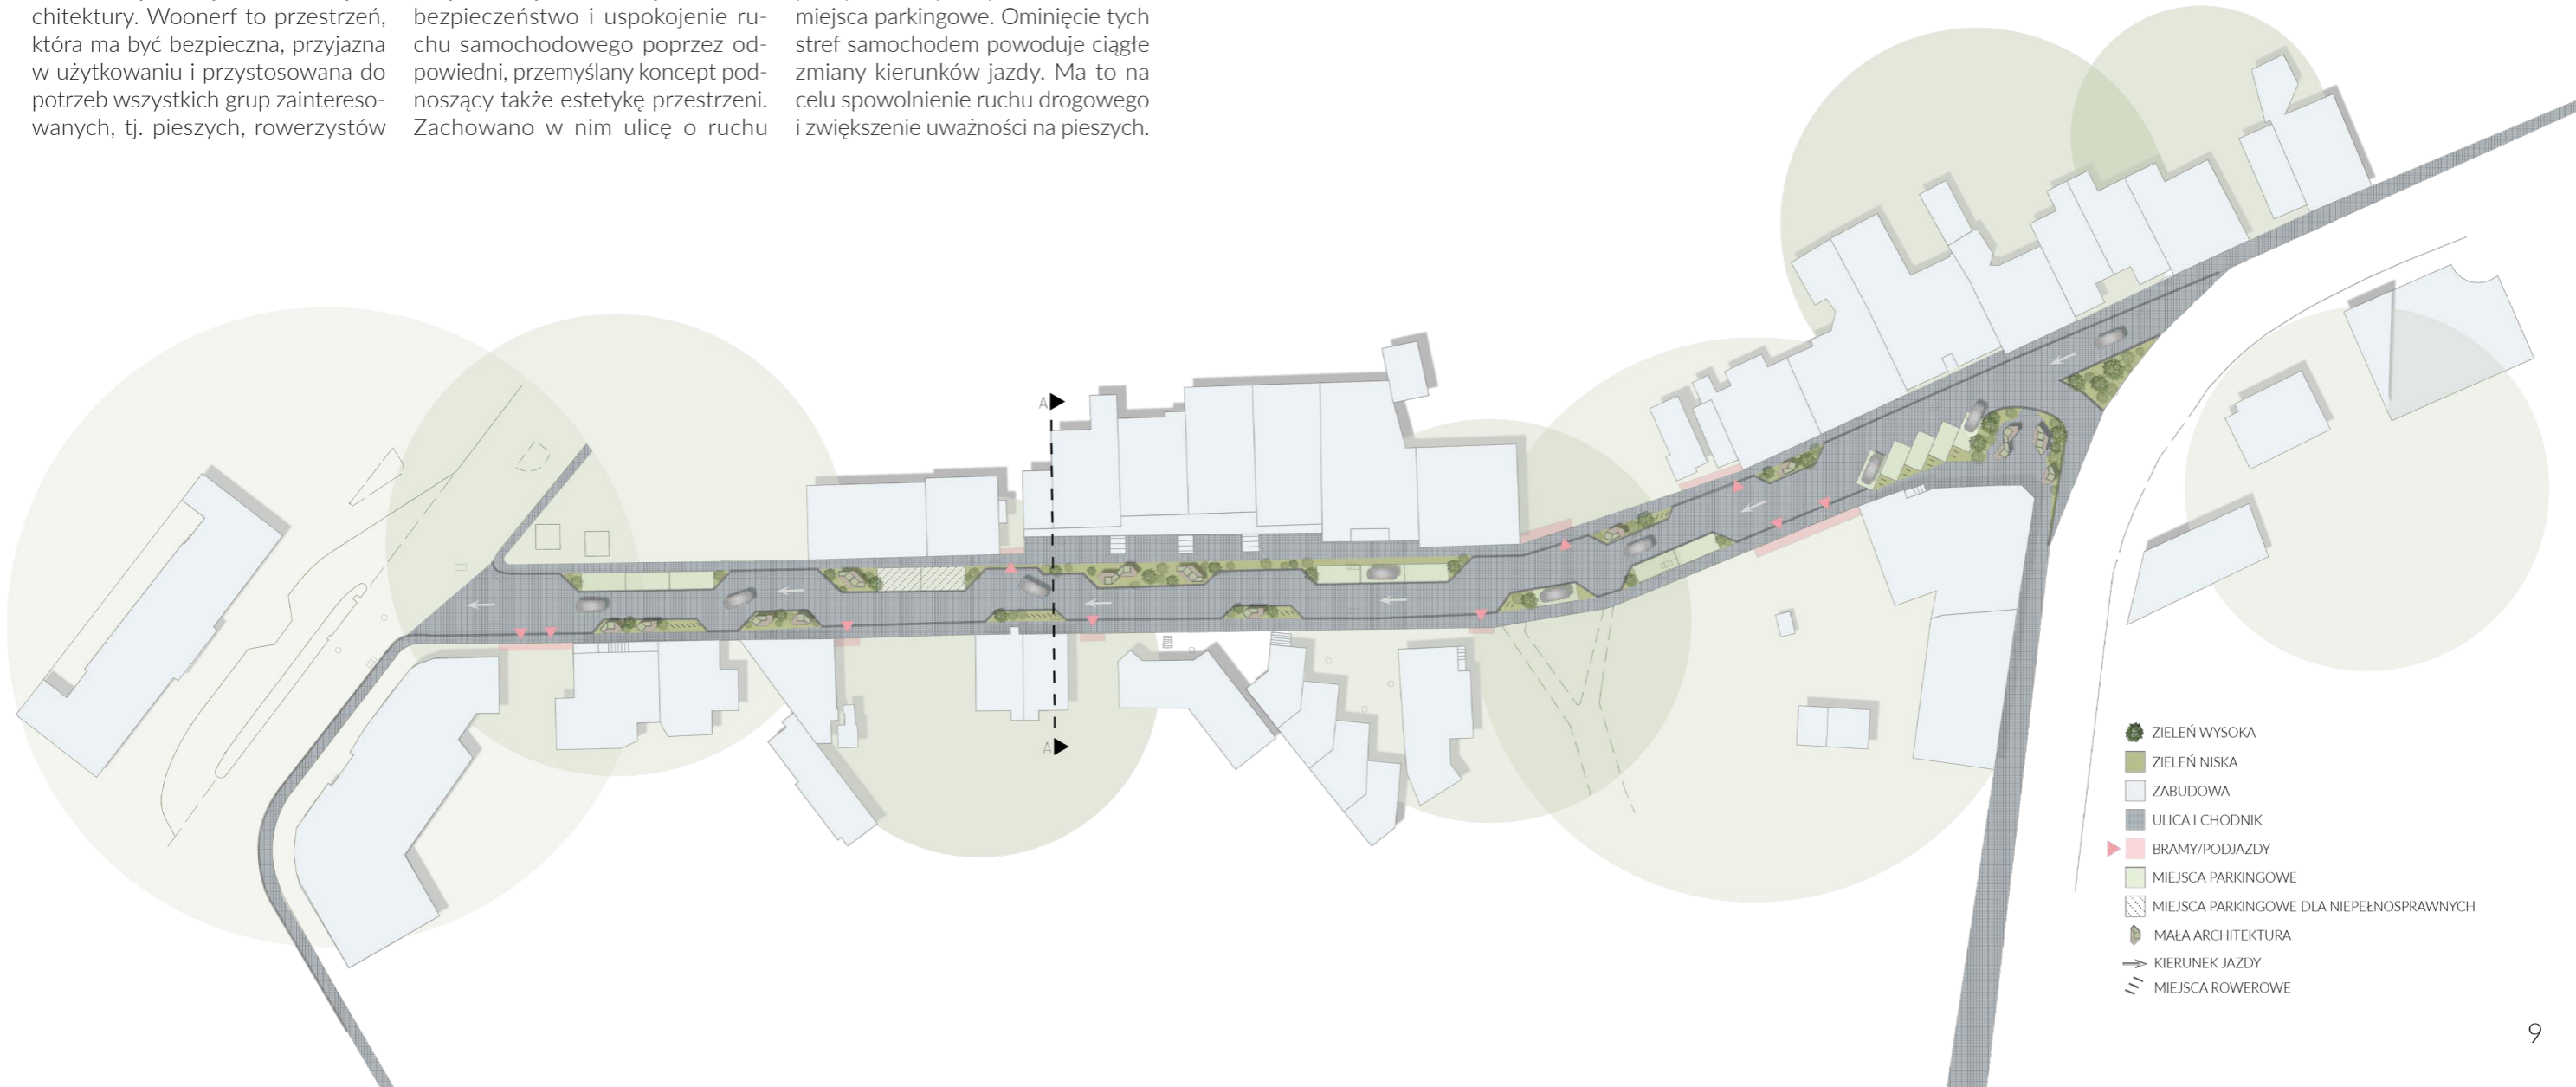 chitektury. Woonerf to przestrzeń,
która ma być bezpieczna, przyjazna
w użytkowaniu i przystosowana do
potrzeb wszystkich grup zaintereso-
wanych, tj. pieszych, rowerzystów
bezpieczeństwo i uspokojenie ru-
chu samochodowego poprzez od-
powiedni, przemyślany koncept pod-
noszący także estetykę przestrzeni.
Zachowano w nim ulicę o ruchu
miejsca parkingowe. Ominięcie tych
stref samochodem powoduje ciągłe
zmiany kierunków jazdy. Ma to na
celu spowolnienie ruchu drogowego
i zwiększenie uważności na pieszych.
A
A
ZIELEŃ WYSOKA
ZIELEŃ NISKA
ZABUDOWA
ULICA I CHODNIK
BRAMY/PODJAZDY
MIEJSCA PARKINGOWE
MIEJSCA PARKINGOWE DLA NIEPEŁNOSPRAWNYCH
MAŁA ARCHITEKTURA
KIERUNEK JAZDY
MIEJSCA ROWEROWE
9